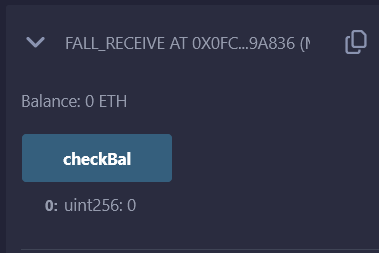 FALL_RECEIVE AT 0X0FC...9A836 (
Balance: 0 ETH
checkBal
0: uint256: 0